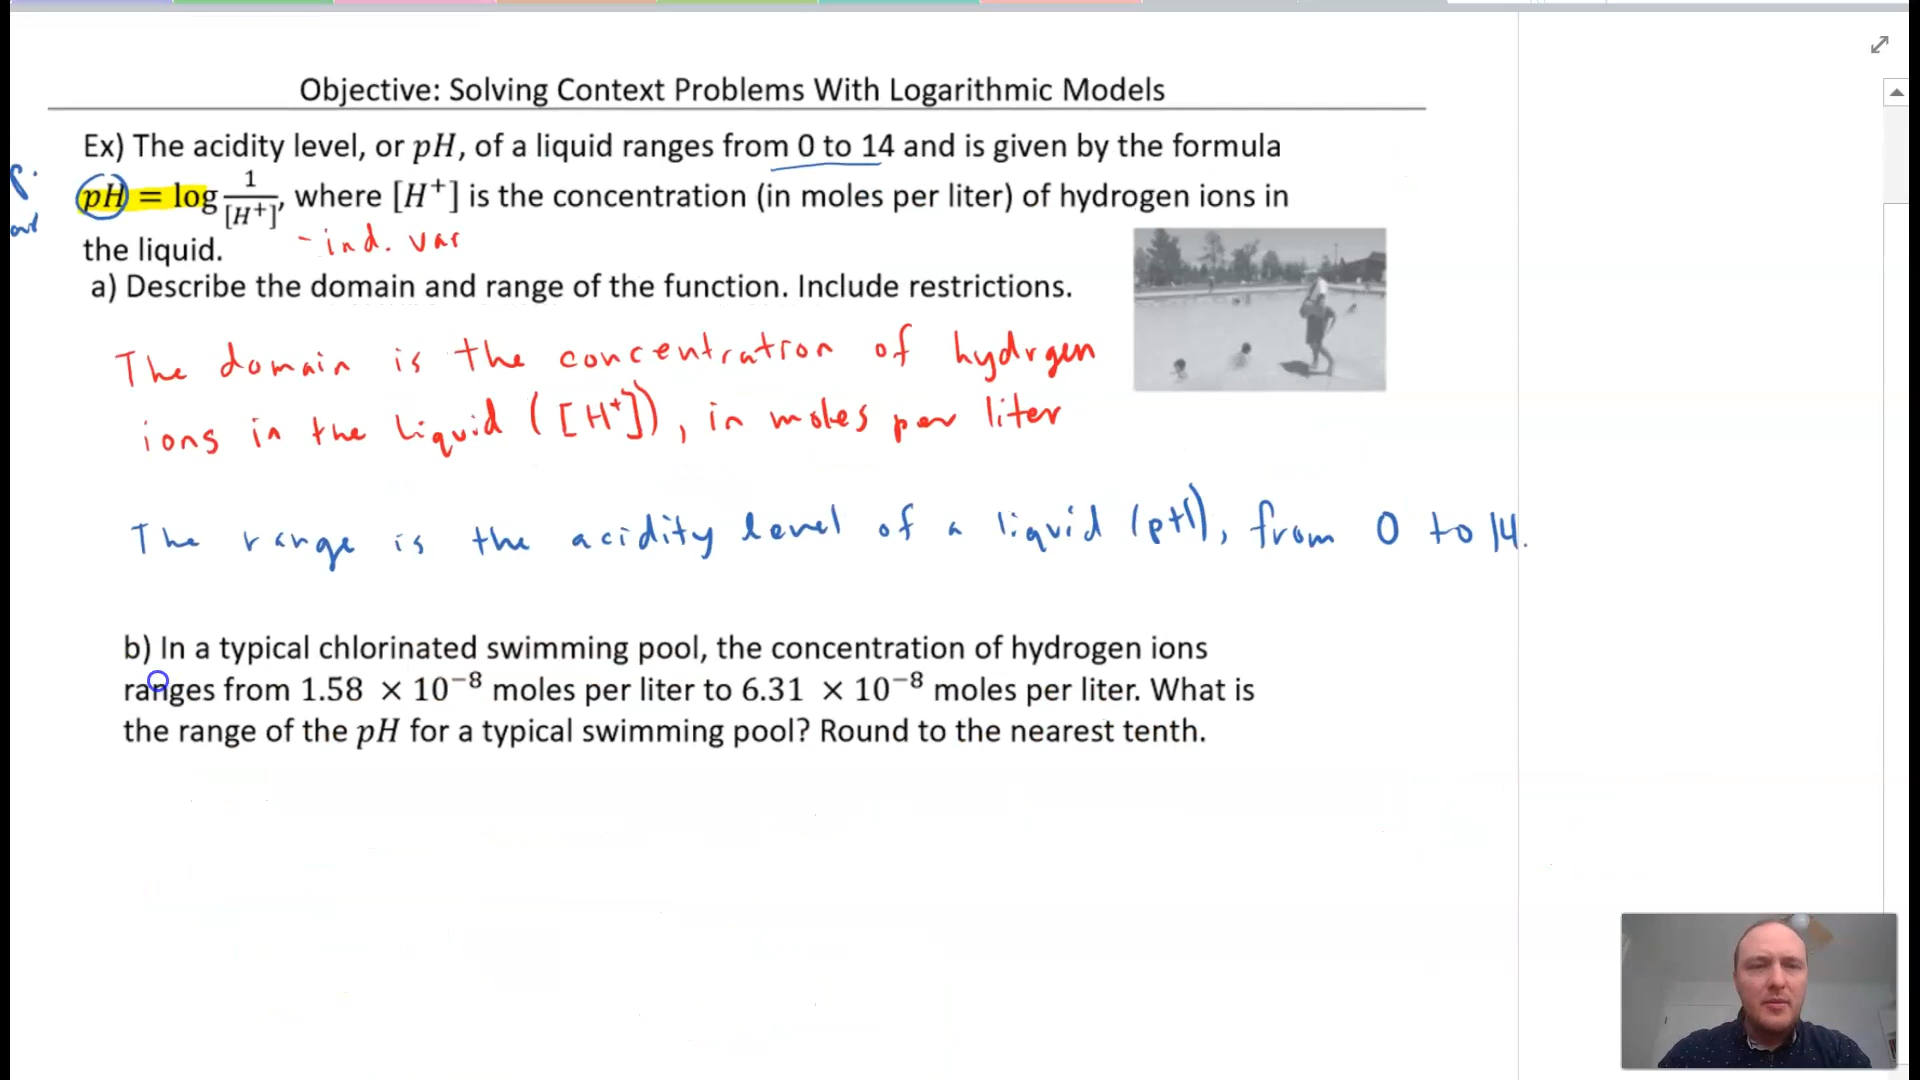 Objective: Solving Context Problems With Logarithmic Models
Ex) The acidity level, or pH, of a liquid ranges from 0 to 14 and is given by the formula
pH = log 1/[H⁺], where [H⁺] is the concentration (in moles per liter) of hydrogen ions in
the liquid.
- ind. var
a) Describe the domain and range of the function. Include restrictions.
The domain is the concentration of hydrgen
ions in the liquid ([H⁺]), in moles per liter
The range is the acidity level of a liquid (pH), from 0 to 14.
b) In a typical chlorinated swimming pool, the concentration of hydrogen ions
ranges from 1.58 × 10⁻⁸ moles per liter to 6.31 × 10⁻⁸ moles per liter. What is
the range of the pH for a typical swimming pool? Round to the nearest tenth.